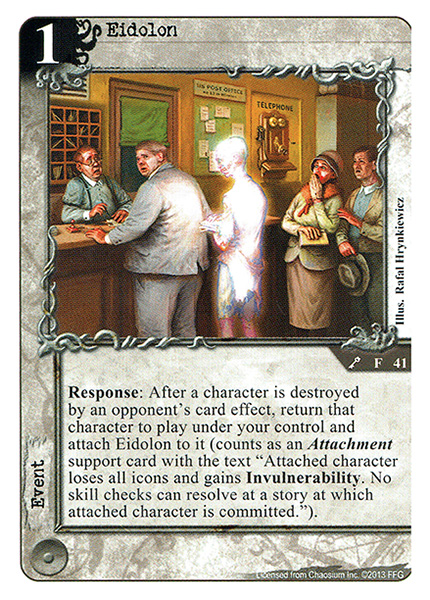 1
Eidolon
US POST OFFICE
TELEPHONE
Illus. Rafal Hrynkiewicz
F 41
Response: After a character is destroyed
by an opponent's card effect, return that
character to play under your control and
attach Eidolon to it (counts as an Attachment
support card with the text "Attached character
loses all icons and gains Invulnerability. No
skill checks can resolve at a story at which
attached character is committed.").
Event
Licensed from Chaosium Inc. ©2013 FFG